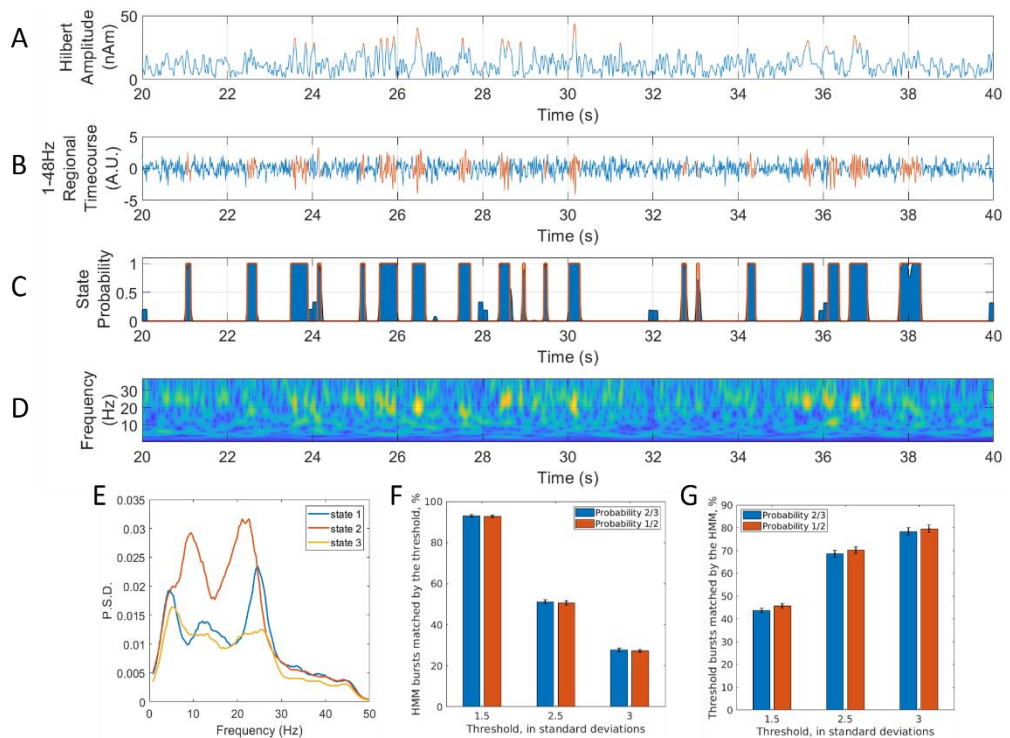 A
Hilbert
Amplitude
(nAm)
50
0
20 22 24 26 28 30 32 34 36 38 40
Time (s)
B
1-48Hz
Regional
Timecourse
(A.U.)
5
0
-5
20 22 24 26 28 30 32 34 36 38 40
Time (s)
C
State
Probability
1
0.5
0
20 22 24 26 28 30 32 34 36 38 40
Time (s)
D
Frequency
(Hz)
30
20
10
20 22 24 26 28 30 32 34 36 38 40
Time (s)
E
P.S.D.
0.035
0.03
0.025
0.02
0.015
0.01
0.005
0
0 10 20 30 40 50
Frequency (Hz)
state 1
state 2
state 3
F
HMM bursts matched by the threshold, %
100
80
60
40
20
0
1.5 2.5 3
Threshold, in standard deviations
Probability 2/3
Probability 1/2
G
Threshold bursts matched by the HMM, %
90
80
70
60
50
40
30
20
10
0
1.5 2.5 3
Threshold, in standard deviations
Probability 2/3
Probability 1/2